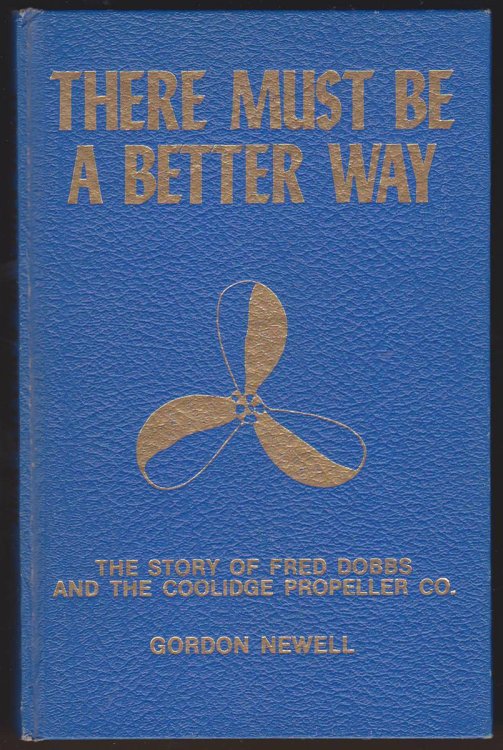 THERE MUST BE
A BETTER WAY
THE STORY OF FRED DOBBS
AND THE COOLIDGE PROPELLER CO.
GORDON NEWELL